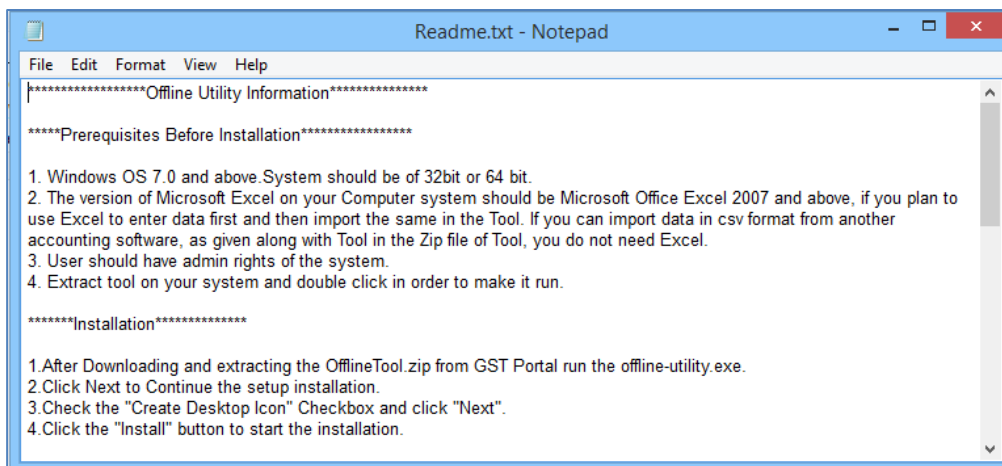 Readme.txt - Notepad
File Edit Format View Help
******************Offline Utility Information***************
*****Prerequisites Before Installation*****************
1. Windows OS 7.0 and above.System should be of 32bit or 64 bit.
2. The version of Microsoft Excel on your Computer system should be Microsoft Office Excel 2007 and above, if you plan to
use Excel to enter data first and then import the same in the Tool. If you can import data in csv format from another
accounting software, as given along with Tool in the Zip file of Tool, you do not need Excel.
3. User should have admin rights of the system.
4. Extract tool on your system and double click in order to make it run.
*******Installation**************
1.After Downloading and extracting the OfflineTool.zip from GST Portal run the offline-utility.exe.
2.Click Next to Continue the setup installation.
3.Check the "Create Desktop Icon" Checkbox and click "Next".
4.Click the "Install" button to start the installation.